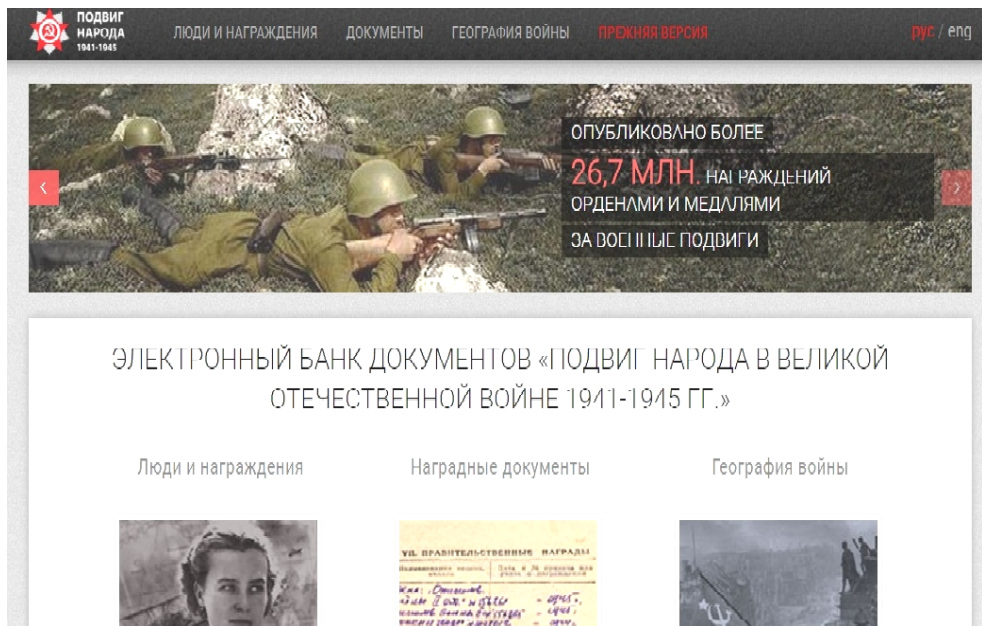 ПОДВИГ
НАРОДА
1941-1945
ЛЮДИ И НАГРАЖДЕНИЯ ДОКУМЕНТЫ ГЕОГРАФИЯ ВОЙНЫ ПРЕЖНЯЯ ВЕРСИЯ рус / eng
ОПУБЛИКОВАНО БОЛЕЕ
26,7 МЛН. НАГРАЖДЕНИЙ
ОРДЕНАМИ И МЕДАЛЯМИ
ЗА ВОЕННЫЕ ПОДВИГИ
ЭЛЕКТРОННЫЙ БАНК ДОКУМЕНТОВ «ПОДВИГ НАРОДА В ВЕЛИКОЙ
ОТЕЧЕСТВЕННОЙ ВОЙНЕ 1941-1945 ГГ.»
Люди и награждения Наградные документы География войны
VII. ПРАВИТЕЛЬСТВЕННЫЕ НАГРАДЫ